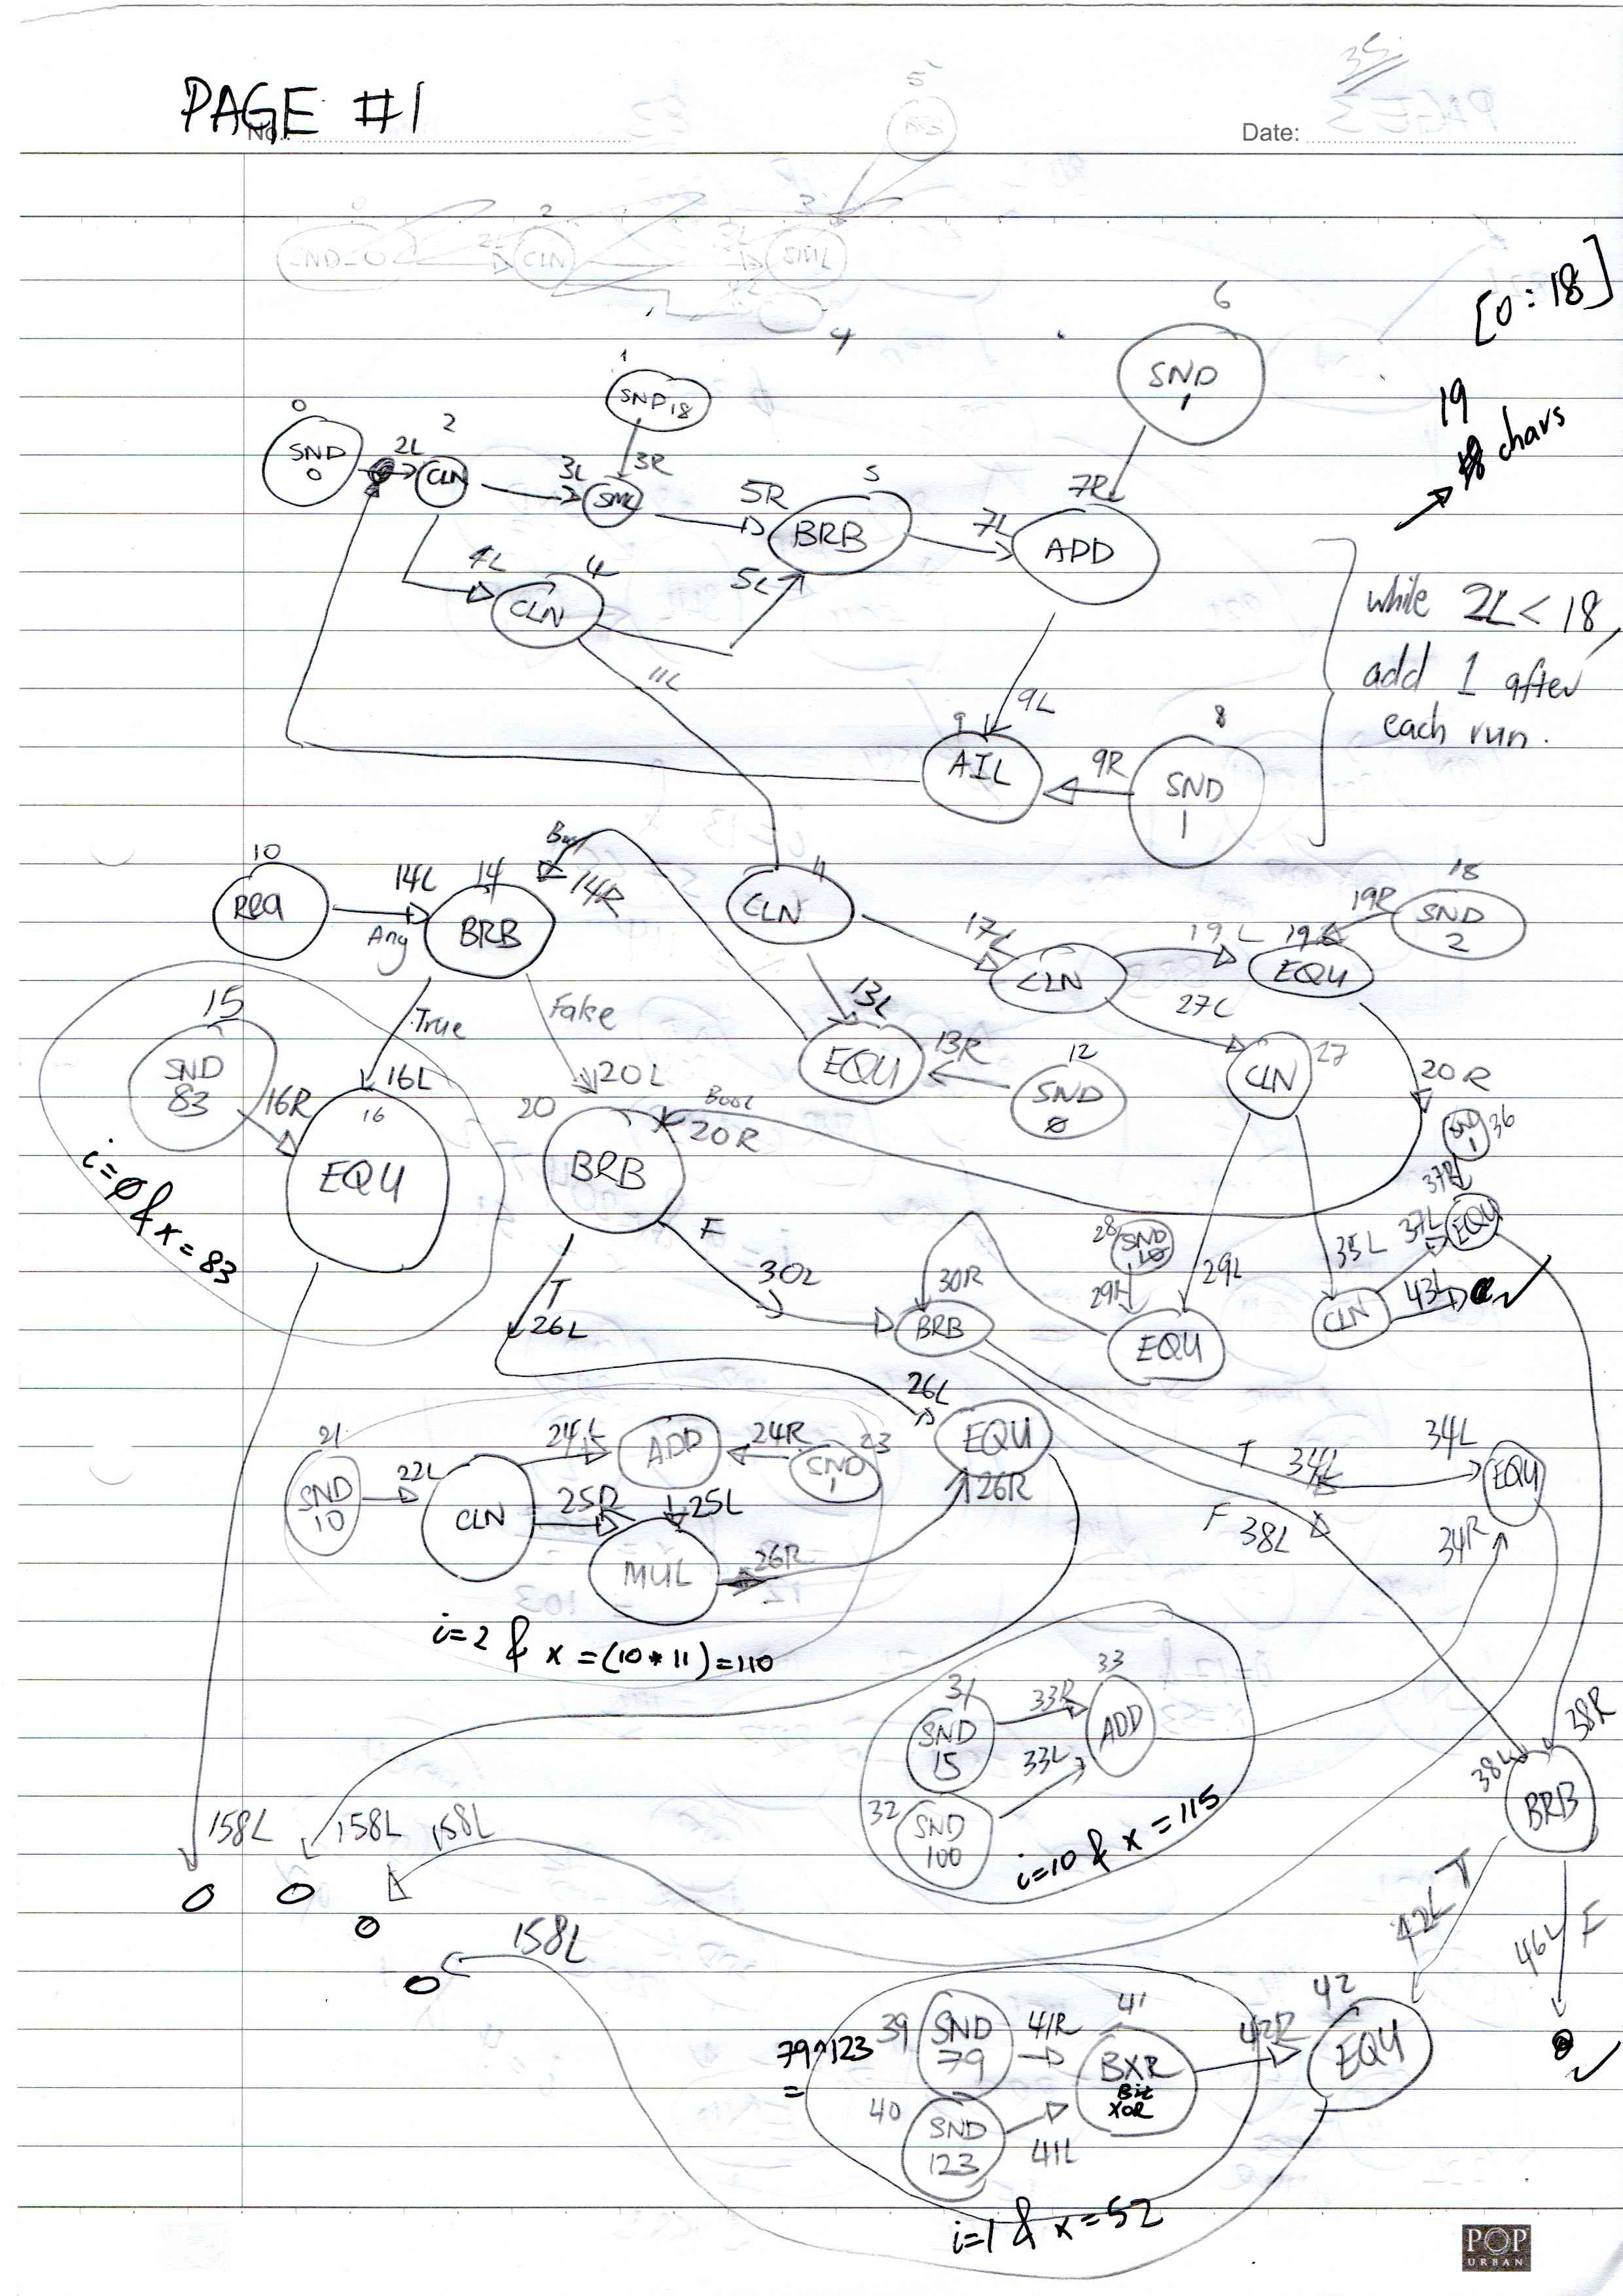 PAGE #1
No.
Date:
35
[0:18]
19
chars
6
SND
1
1
SND 18
0
SND
0
2L
2
CLN
3L
3R
SML
5R
5
BRB
7L
7R
ADD
4L
4
CLN
5L
while 2L < 18,
add 1 after
each run.
11L
9L
9
AIL
9R
8
SND
1
10
REA
14L
Any
14
BRB
Bool
14R
11
CLN
17L
CLN
19L
19
EQU
19R
18
SND
2
True
Fake
13L
EQU
13R
12
SND
0
27L
CLN
27
20R
15
SND
83
16R
16L
16
EQU
i=0 & x=83
20L
20
BRB
Bool
20R
SND
1
36
37R
37L
EQU
F
T
26L
30L
30R
BRB
28
SND
10
29R
29L
EQU
35L
CLN
43L
21
SND
10
22L
CLN
24L
ADD
24R
23
SND
1
25R
25L
MUL
26R
26L
EQU
26R
i=2 & x=(10*11)=110
T
34L
F
38L
34L
EQU
34R
31
SND
15
33R
33
ADD
33L
32
SND
100
i=10 & x=115
38L
38R
BRB
158L
158L
158L
158L
42L
T
46L
F
79^123
=
39
SND
79
41R
41
BXR
Bit
XOR
40
SND
123
41L
42R
42
EQU
i=1 & x=52
POP
URBAN